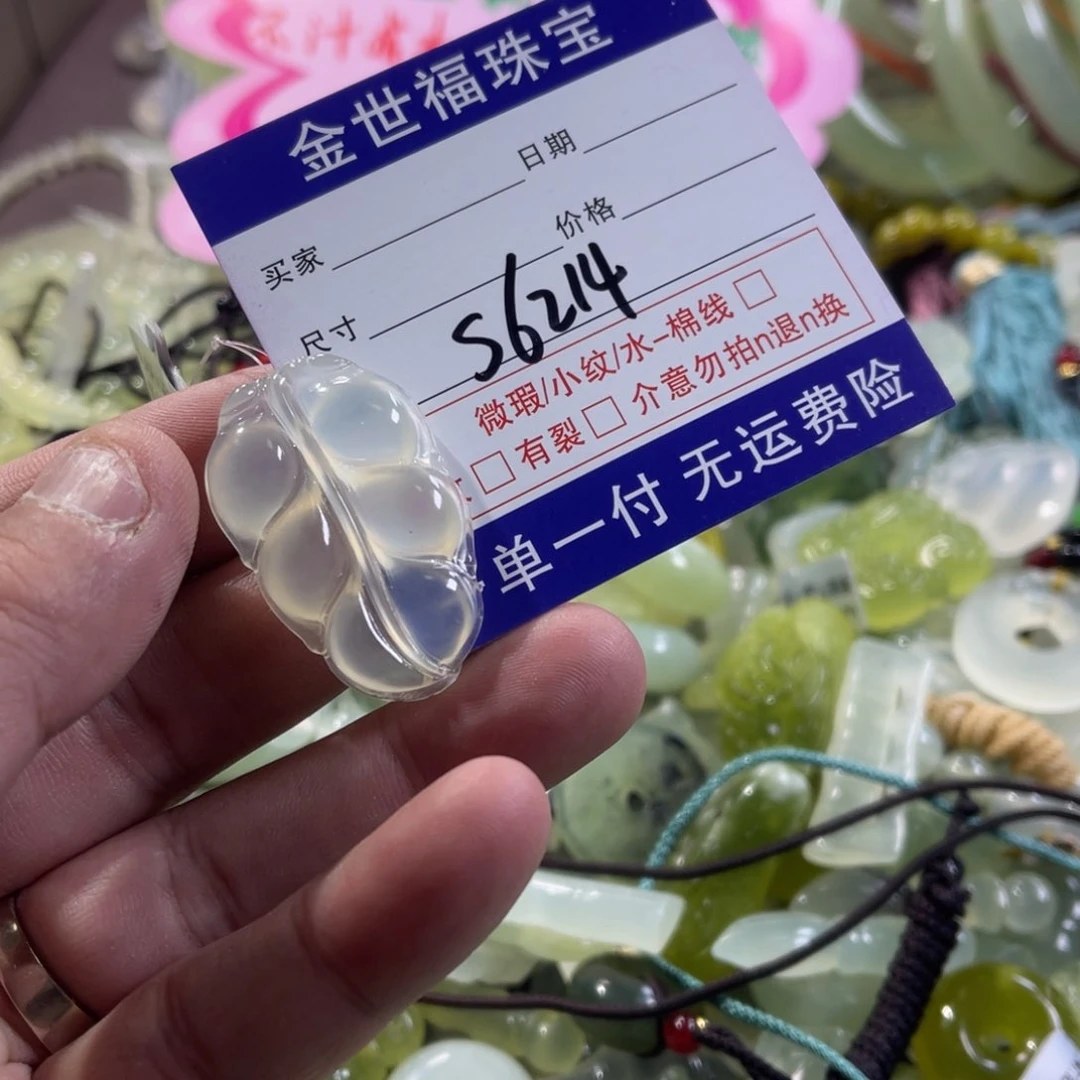 金世福珠宝
买家 日期
尺寸 价格
S6214
微瑕/小纹/水-棉线 □
□ 有裂 □ 介意勿拍n退n换
单一付 无运费险